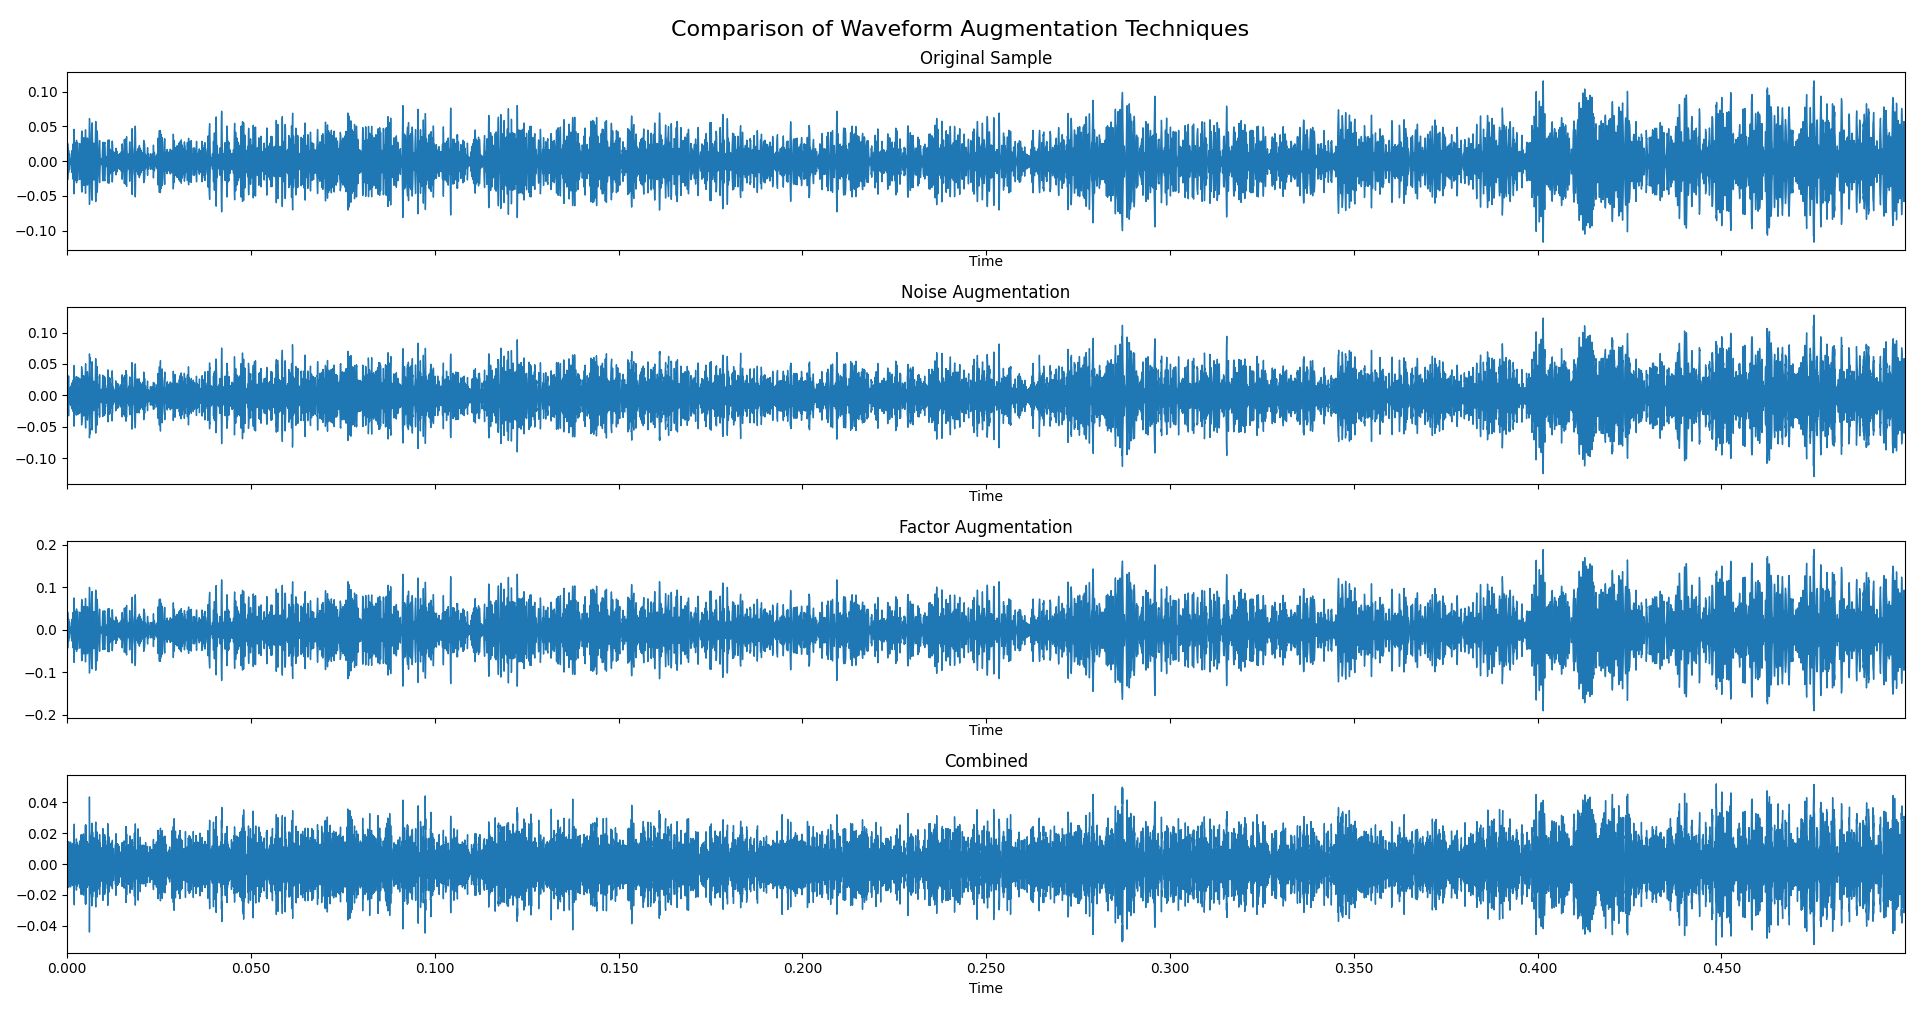 Comparison of Waveform Augmentation Techniques
Original Sample
0.10
0.05
0.00
−0.05
−0.10
Time
Noise Augmentation
0.10
0.05
0.00
−0.05
−0.10
Time
Factor Augmentation
0.2
0.1
0.0
−0.1
−0.2
Time
Combined
0.04
0.02
0.00
−0.02
−0.04
0.000 0.050 0.100 0.150 0.200 0.250 0.300 0.350 0.400 0.450
Time